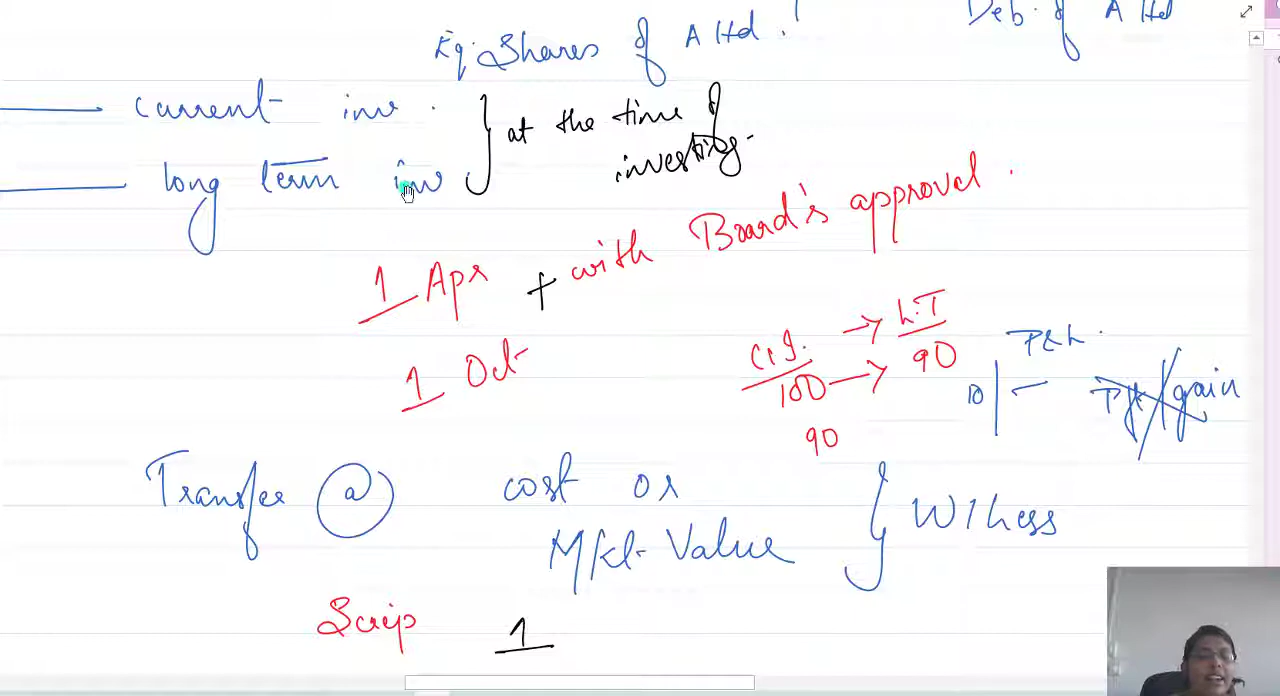 Eq. Shares of A Ltd.
Deb. of A Ltd
current inv.
long term inv
at the time of
investing.
1 Apr + with Board's approval.
1 Oct
C.I. → L.T
100 → 90
90
P&L
10
gain
Transfer @ cost or
Mkt Value
W/hess
Scrip 1